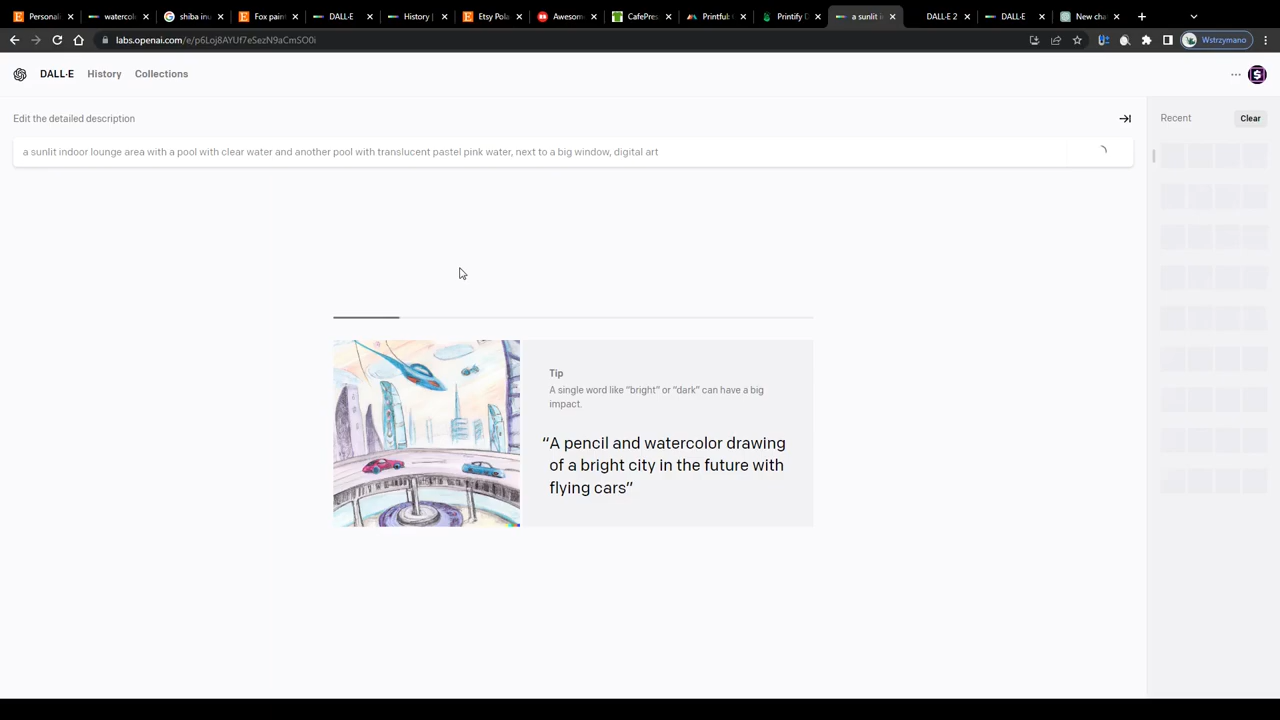 Personali
watercol
shiba inu
Fox pain
DALL·E
History |
Etsy Pola
Awesom
CafePres
Printful:
Printify D
a sunlit i
DALL·E 2
DALL·E
New cha
labs.openai.com/e/p6Loj8AYUf7eSezN9aCmSO0i
Wstrzymano
DALL·E
History
Collections
Edit the detailed description
Recent
Clear
a sunlit indoor lounge area with a pool with clear water and another pool with translucent pastel pink water, next to a big window, digital art
Tip
A single word like “bright” or “dark” can have a big
impact.
“A pencil and watercolor drawing
of a bright city in the future with
flying cars”